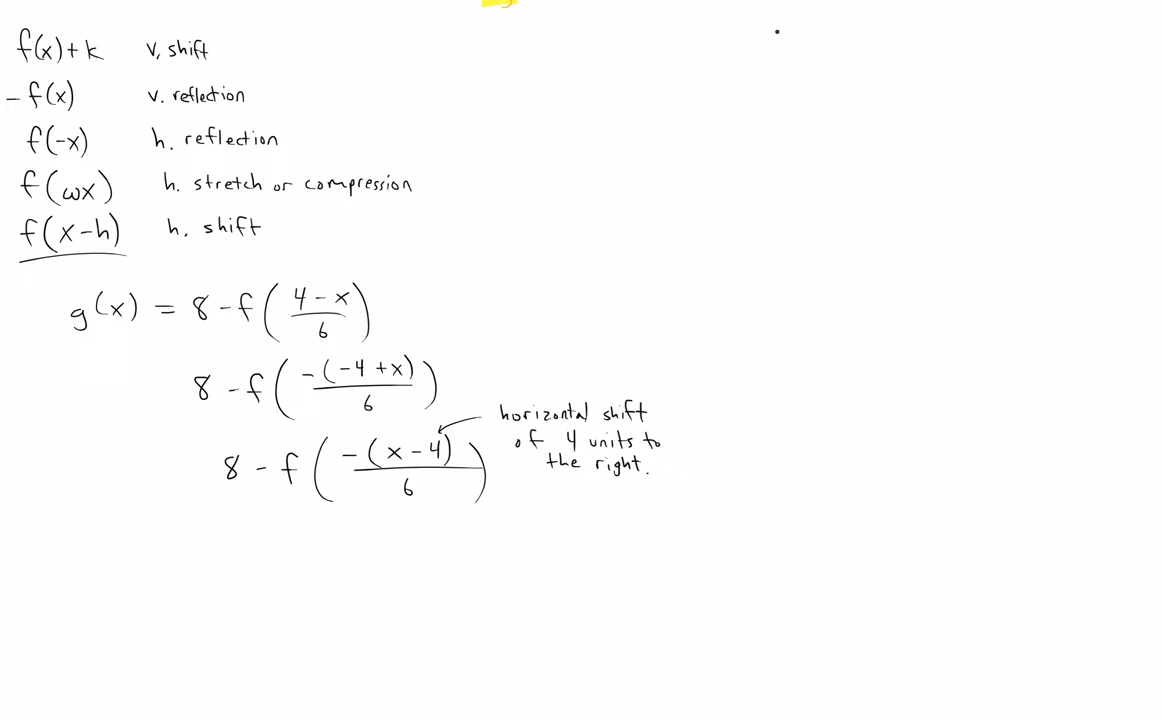 f(x)+k v, shift
-f(x) v. reflection
f(-x) h. reflection
f(ωx) h. stretch or compression
f(x-h) h. shift
g(x) = 8 - f((4-x)/6)
8 - f(-(-4+x)/6)
8 - f(-(x-4)/6)
horizontal shift
of 4 units to
the right.